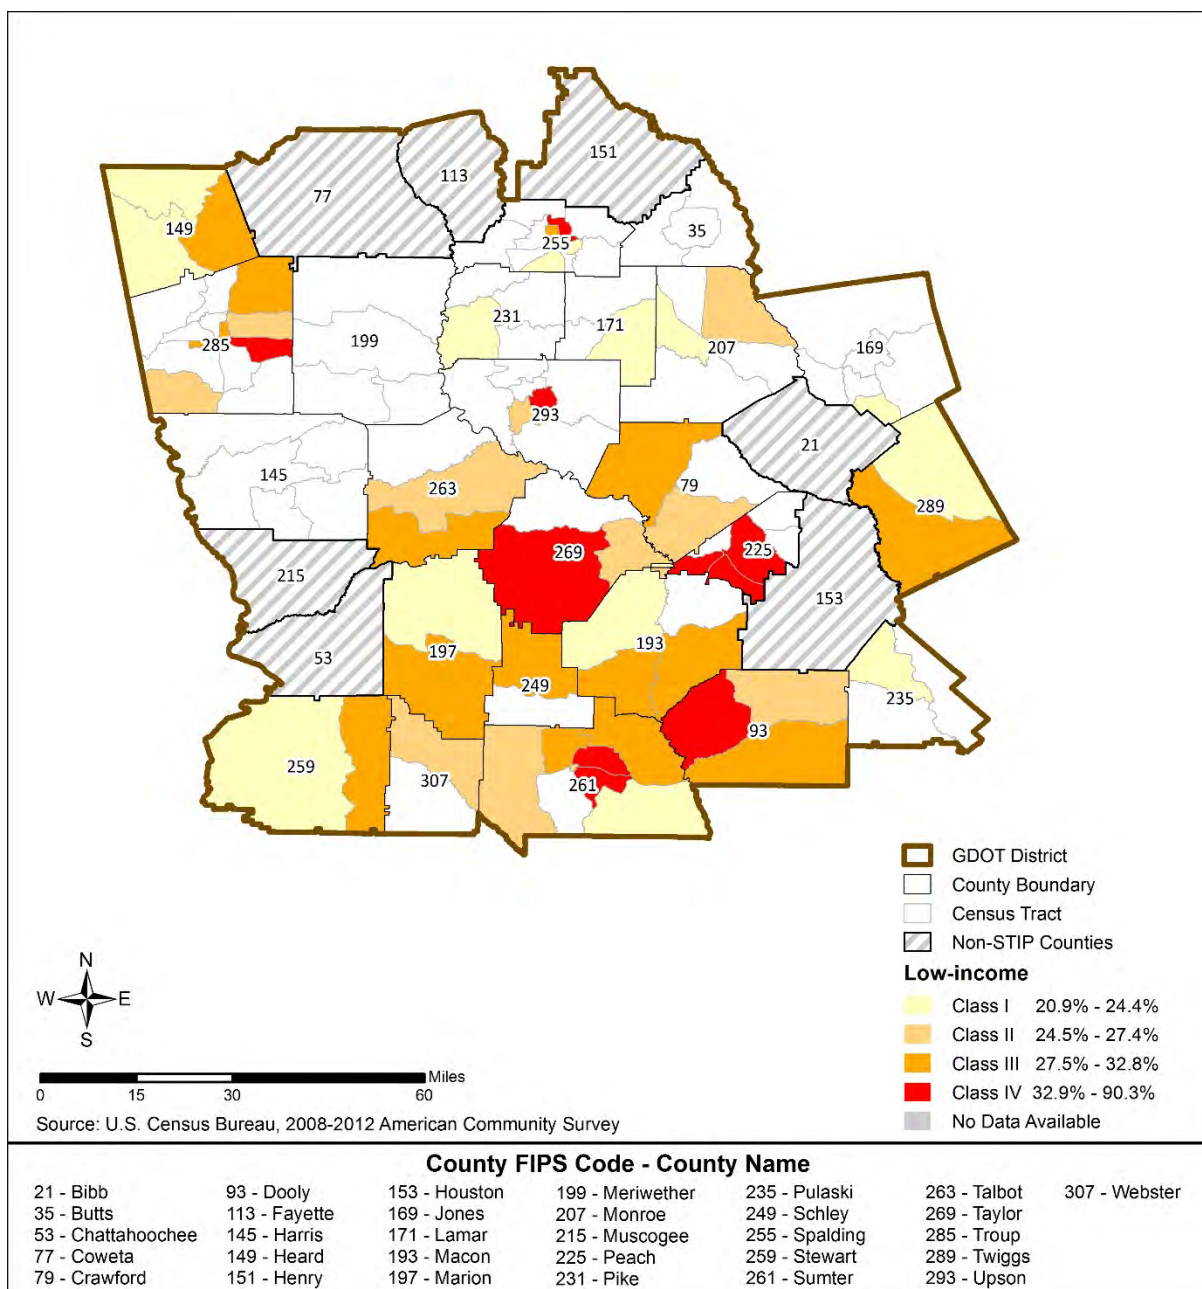 151
113
77
35
149
255
231
171
199
207
169
285
293
21
145
263
79
289
269
225
215
153
193
197
53
249
235
93
259
307
261
GDOT District
County Boundary
Census Tract
Non-STIP Counties
Low-income
Class I 20.9% - 24.4%
Class II 24.5% - 27.4%
Class III 27.5% - 32.8%
Class IV 32.9% - 90.3%
No Data Available
N
W E
S
Miles
0 15 30 60
Source: U.S. Census Bureau, 2008-2012 American Community Survey
County FIPS Code - County Name
21 - Bibb 93 - Dooly 153 - Houston 199 - Meriwether 235 - Pulaski 263 - Talbot 307 - Webster
35 - Butts 113 - Fayette 169 - Jones 207 - Monroe 249 - Schley 269 - Taylor
53 - Chattahoochee 145 - Harris 171 - Lamar 215 - Muscogee 255 - Spalding 285 - Troup
77 - Coweta 149 - Heard 193 - Macon 225 - Peach 259 - Stewart 289 - Twiggs
79 - Crawford 151 - Henry 197 - Marion 231 - Pike 261 - Sumter 293 - Upson